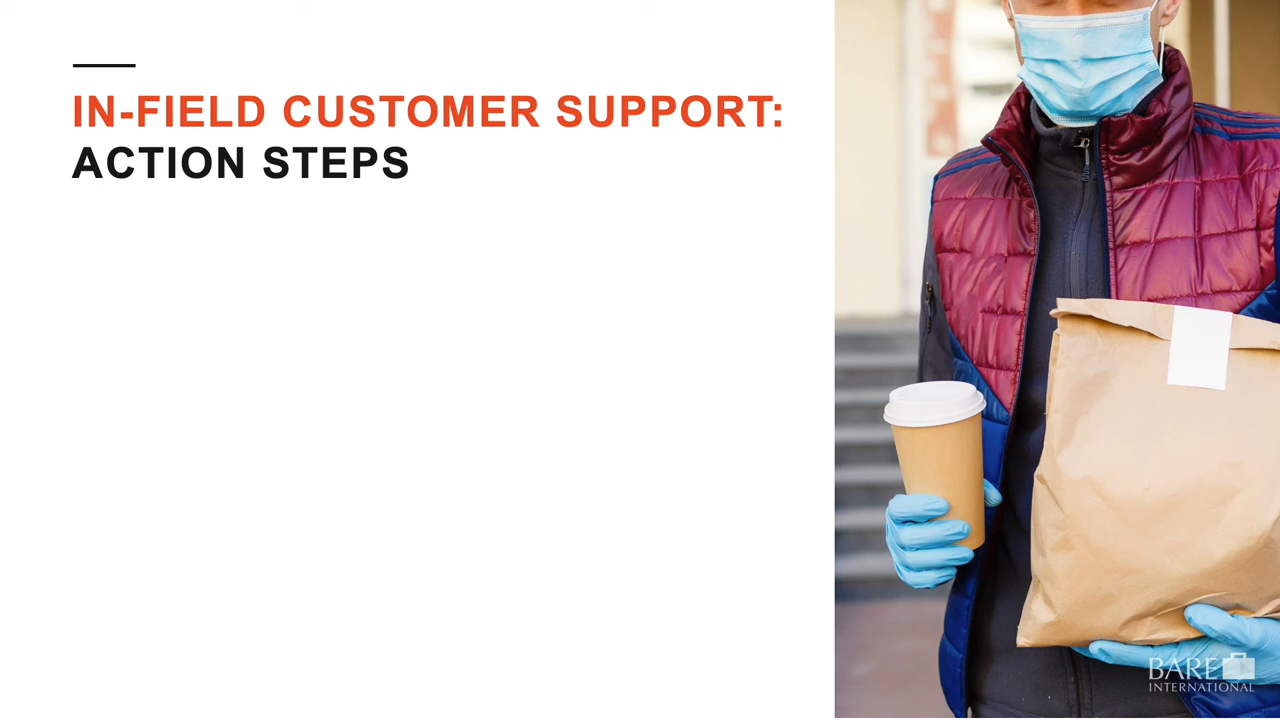 IN-FIELD CUSTOMER SUPPORT:
ACTION STEPS
BARE
INTERNATIONAL